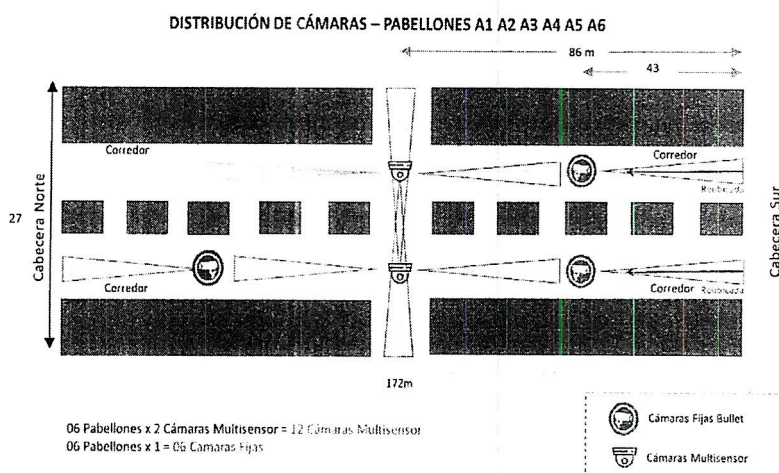 DISTRIBUCIÓN DE CÁMARAS – PABELLONES A1 A2 A3 A4 A5 A6
86 m
43
Corredor
Corredor
Reubicada
27
Cabecera Norte
Cabecera Sur
Corredor
Corredor
Reubicada
172m
06 Pabellones x 2 Cámaras Multisensor = 12 Cámaras Multisensor
06 Pabellones x 1 = 06 Camaras Fijas
Cámaras Fijas Bullet
Cámaras Multisensor